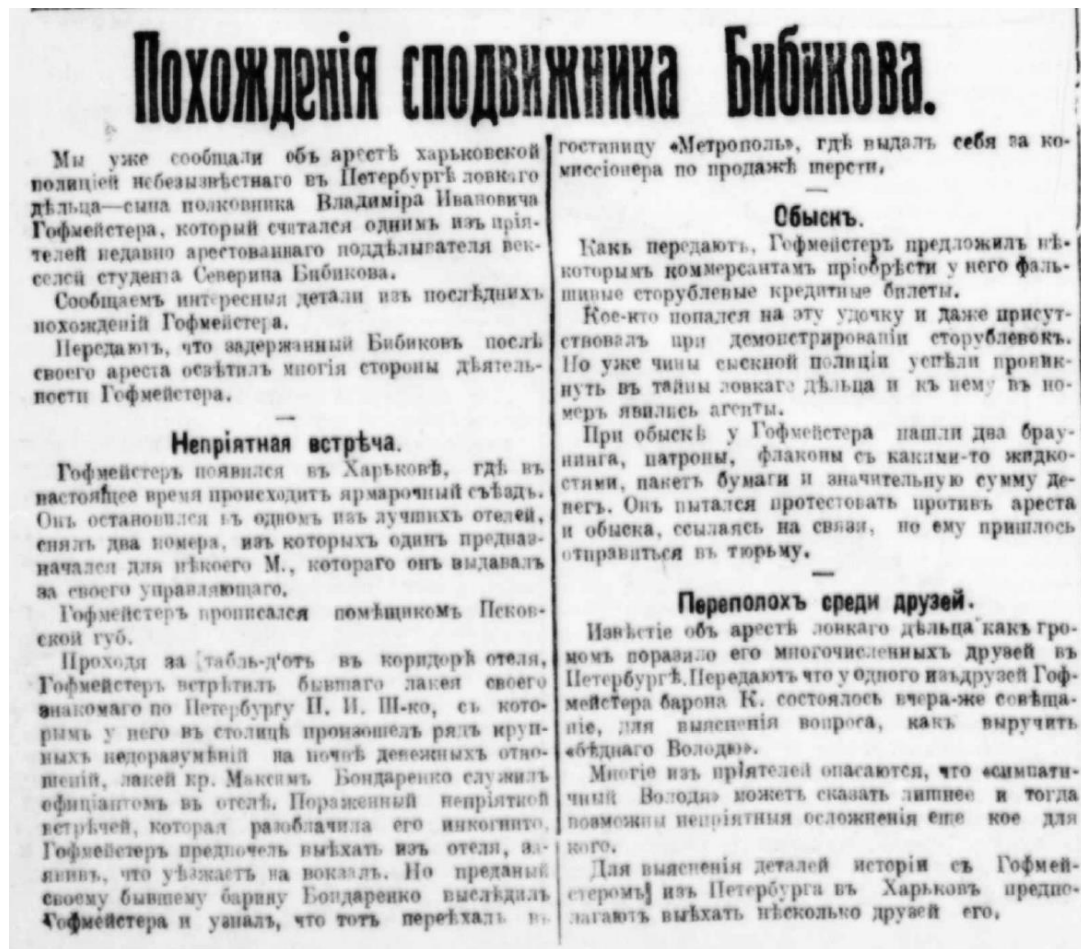 Похожденія сподвижника Бибикова.
Мы уже сообщали объ арестѣ харьковской
полиціей небезызвѣстнаго въ Петербургѣ ловкаго
дѣльца—сына полковника Владиміра Ивановича
Гофмейстера, который считался однимъ изъ прія-
телей недавно арестованнаго поддѣлывателя век-
селей студента Северина Бибикова.
Сообщаемъ интересныя детали изъ послѣднихъ
похожденій Гофмейстера.
Передаютъ, что задержанный Бибиковъ послѣ
своего ареста освѣтилъ многія стороны дѣятель-
ности Гофмейстера.
—
Непріятная встрѣча.
Гофмейстеръ появился въ Харьковѣ, гдѣ въ
настоящее время происходитъ ярмарочный съѣздъ.
Онъ остановился въ одномъ изъ лучшихъ отелей,
снялъ два номера, изъ которыхъ одинъ предназ-
начался для нѣкоего М., котораго онъ выдавалъ
за своего управляющаго.
Гофмейстеръ прописался помѣщикомъ Псков-
ской губ.
Проходя за табль-д'отъ въ коридорѣ отеля,
Гофмейстеръ встрѣтилъ бывшаго лакея своего
знакомаго по Петербургу П. И. Ш-ко, съ кото-
рымъ у него въ столицѣ произошелъ рядъ круп-
ныхъ недоразумѣній на почвѣ денежныхъ отно-
шеній, лакей кр. Максимъ Бондаренко служилъ
офиціантомъ въ отелѣ. Пораженный непріятной
встрѣчей, которая разоблачила его инкогнито,
Гофмейстеръ предпочелъ выѣхать изъ отеля, за-
явивъ, что уѣзжаетъ на вокзалъ. Но преданый
своему бывшему барину Бондаренко выслѣдилъ
Гофмейстера и узналъ, что тотъ переѣхалъ въ
гостиницу «Метрополь», гдѣ выдалъ себя за ко-
миссіонера по продажѣ шерсти.
—
Обыскъ.
Какъ передаютъ, Гофмейстеръ предложилъ нѣ-
которымъ коммерсантамъ пріобрѣсти у него фаль-
шивые сторублевые кредитные билеты.
Кое-кто попался на эту удочку и даже присут-
ствовалъ при демонстрированіи сторублевокъ.
Но уже чины сыскной полиціи успѣли проник-
нуть въ тайны ловкаго дѣльца и къ нему въ но-
меръ явились агенты.
При обыскѣ у Гофмейстера нашли два брау-
нинга, патроны, флаконы съ какими-то жидко-
стями, пакетъ бумаги и значительную сумму де-
негъ. Онъ пытался протестовать противъ ареста
и обыска, ссылаясь на связи, но ему пришлось
отправиться въ тюрьму.
—
Переполохъ среди друзей.
Извѣстіе объ арестѣ ловкаго дѣльца какъ гро-
момъ поразило его многочисленныхъ друзей въ
Петербургѣ. Передаютъ что у одного изъ друзей Гоф-
мейстера барона К. состоялось вчера-же совѣща-
ніе, для выясненія вопроса, какъ выручить
«бѣднаго Володю».
Многіе изъ пріятелей опасаются, что «симпати-
чный Володя» можетъ сказать лишнее и тогда
возможны непріятныя осложненія еще кое для
кого.
Для выясненія деталей исторіи съ Гофмей-
стеромъ, изъ Петербурга въ Харьковъ предпо-
лагаютъ выѣхать нѣсколько друзей его.